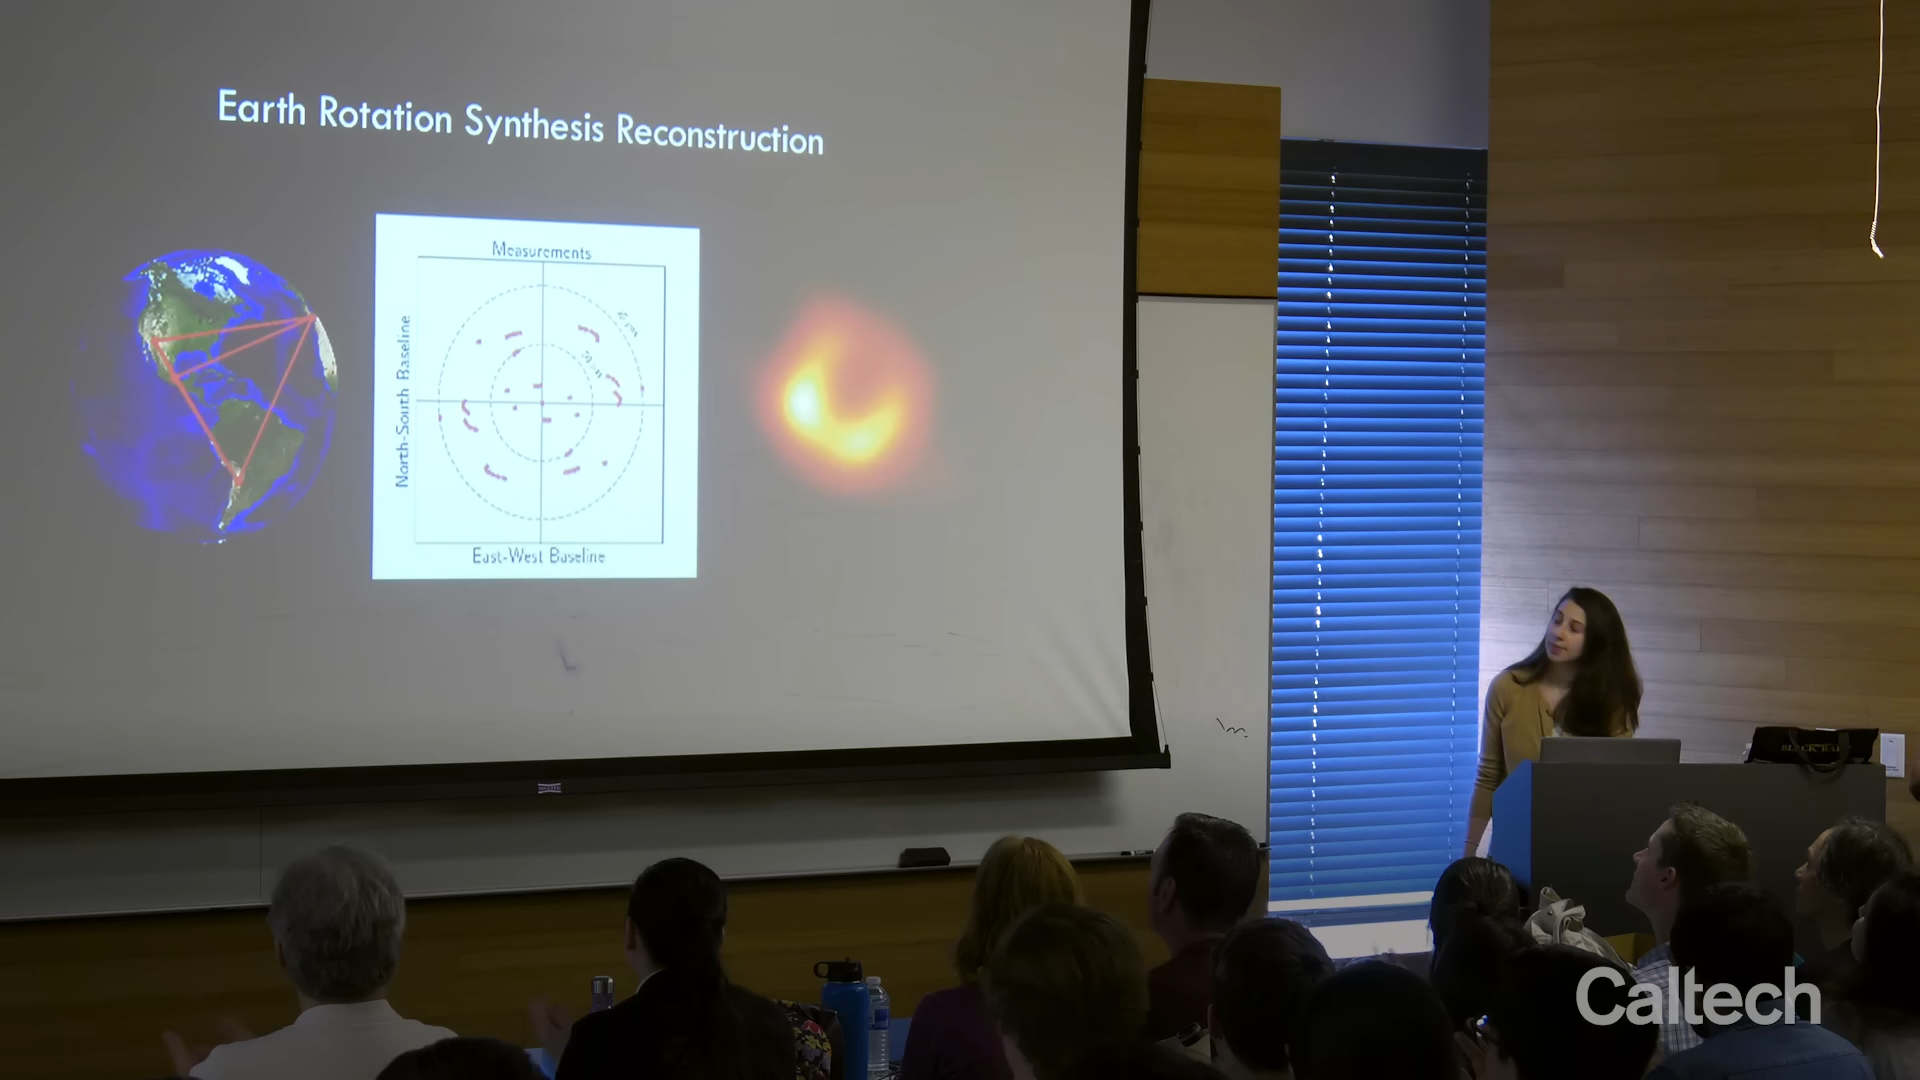 Earth Rotation Synthesis Reconstruction
Measurements
North-South Baseline
East-West Baseline
Caltech